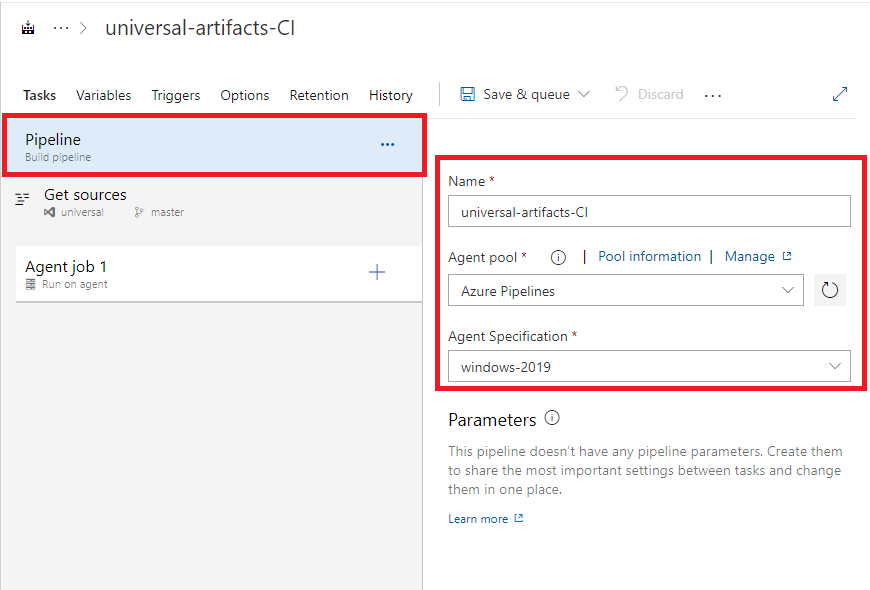 ··· > universal-artifacts-CI
Tasks Variables Triggers Options Retention History Save & queue Discard ...
Pipeline ...
Build pipeline
Get sources
universal master
Agent job 1 +
Run on agent
Name *
universal-artifacts-CI
Agent pool * | Pool information | Manage
Azure Pipelines
Agent Specification *
windows-2019
Parameters
This pipeline doesn't have any pipeline parameters. Create them
to share the most important settings between tasks and change
them in one place.
Learn more